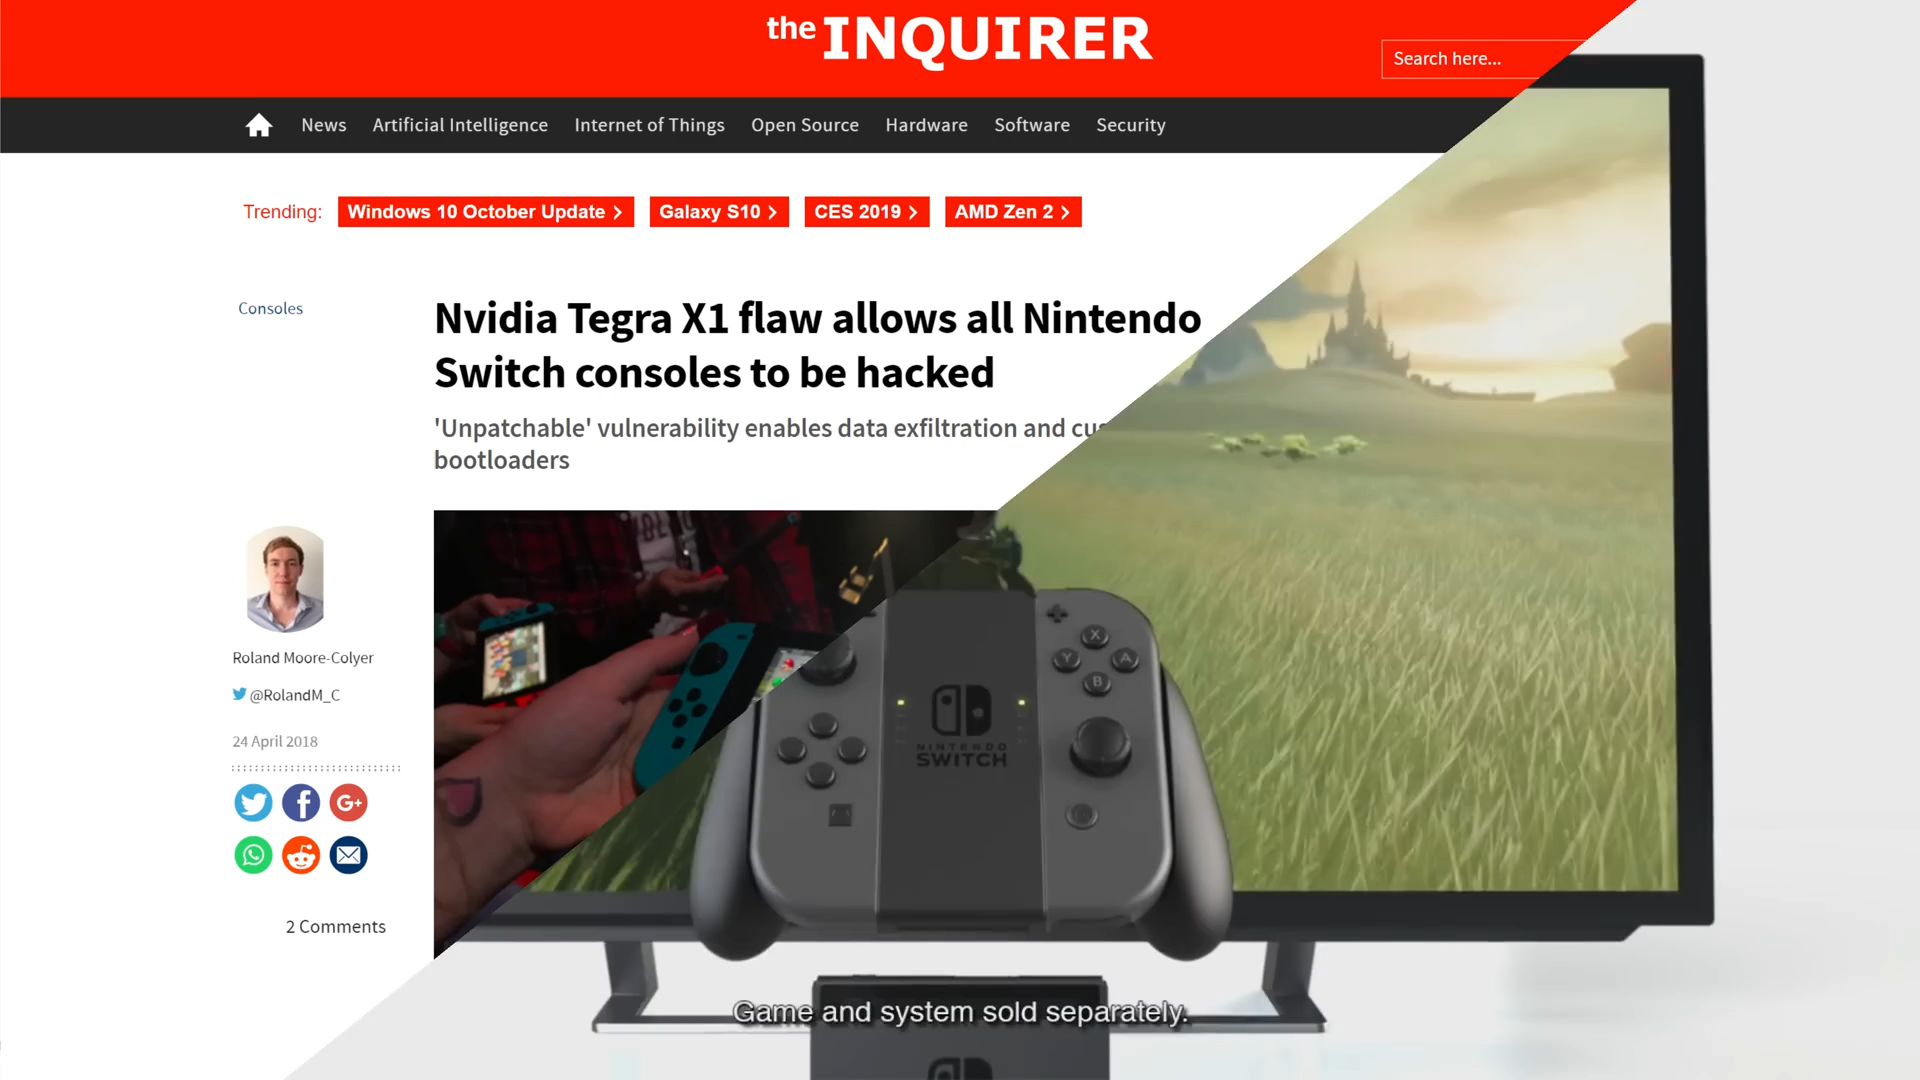 the INQUIRER
Search here...
News Artificial Intelligence Internet of Things Open Source Hardware Software Security
Trending: Windows 10 October Update Galaxy S10 CES 2019 AMD Zen 2
Consoles
Nvidia Tegra X1 flaw allows all Nintendo
Switch consoles to be hacked
'Unpatchable' vulnerability enables data exfiltration and
bootloaders
Roland Moore-Colyer
@RolandM_C
24 April 2018
G+
2 Comments
X
Y A
B
NINTENDO
SWITCH
Game and system sold separately.